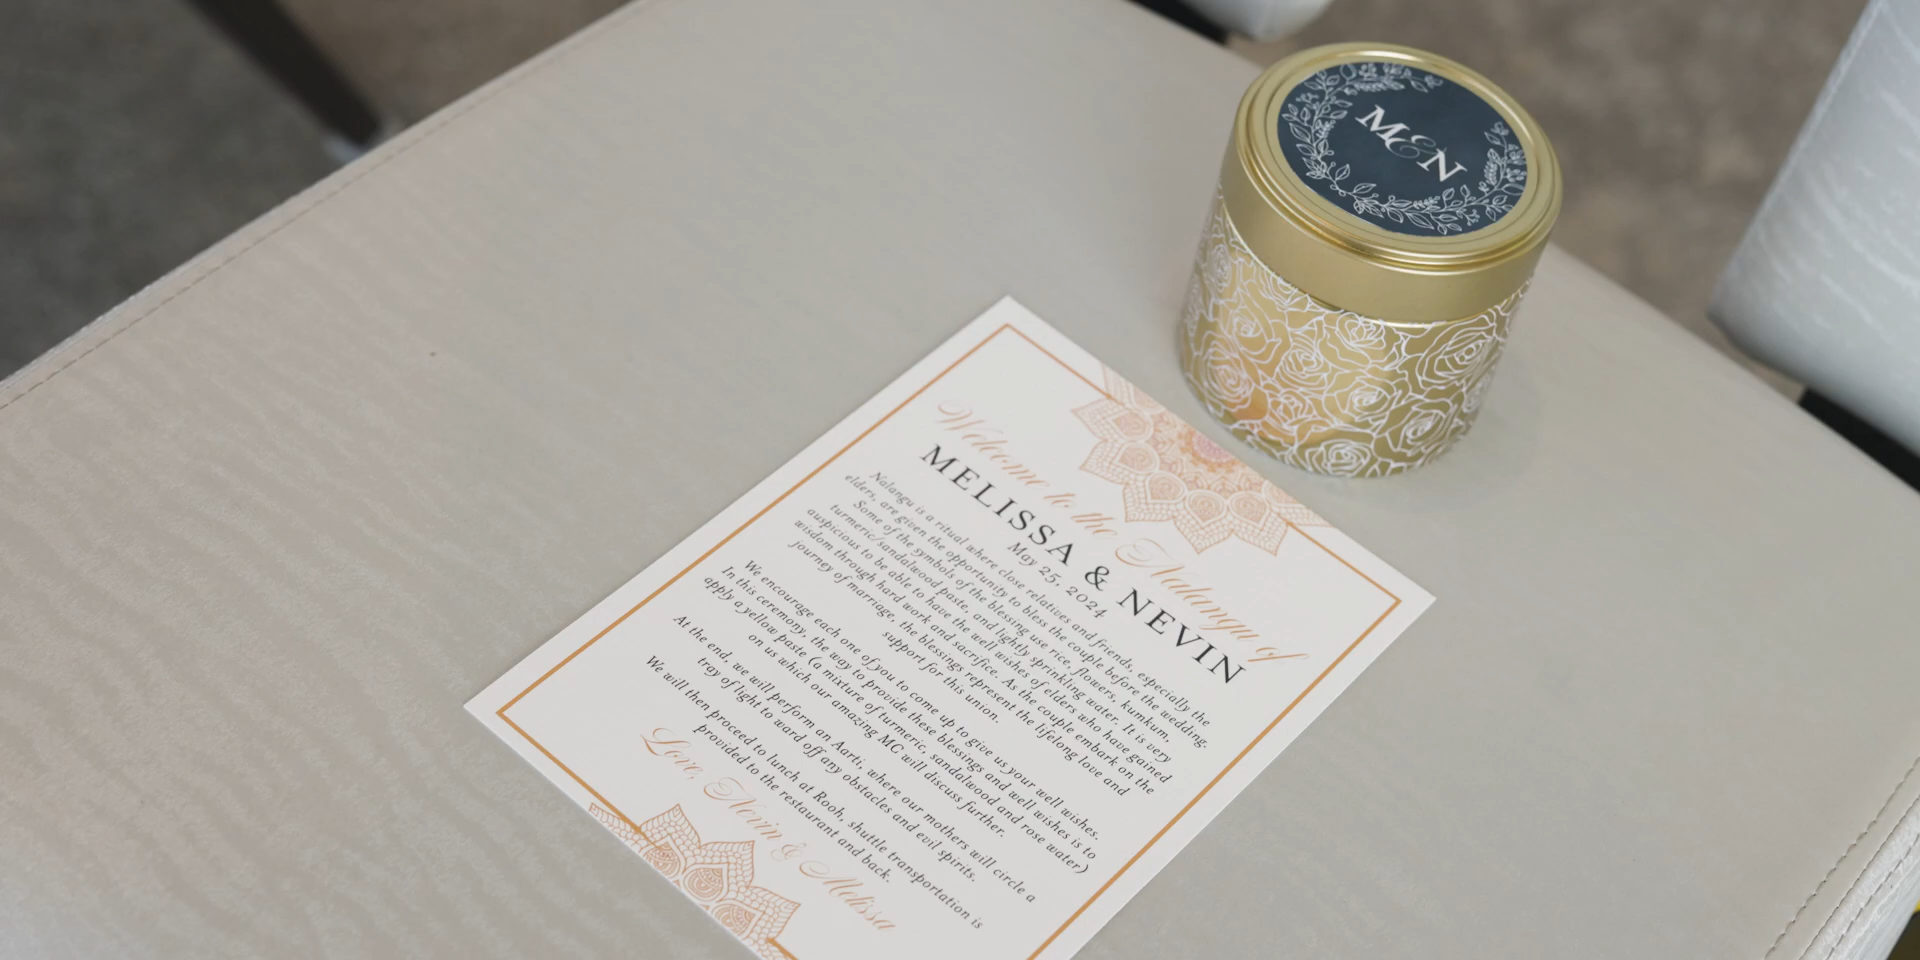 M&N
Welcome to the Nalangu of
MELISSA & NEVIN
May 25, 2024
Nalangu is a ritual where close relatives and friends, especially the
elders, are given the opportunity to bless the couple before the wedding.
Some of the symbols of the blessing use rice, flowers, kumkum,
turmeric/sandalwood paste, and lightly sprinkling water. It is very
auspicious to be able to have the well wishes of elders who have gained
wisdom through hard work and sacrifice. As the couple embark on the
journey of marriage, the blessings represent the lifelong love and
support for this union.
We encourage each one of you to come up to give us your well wishes.
In this ceremony, the way to provide these blessings and well wishes is to
apply a yellow paste (a mixture of turmeric, sandalwood and rose water)
on us which our amazing MC will discuss further.
At the end, we will perform an Aarti, where our mothers will circle a
tray of light to ward off any obstacles and evil spirits.
We will then proceed to lunch at Rooh, shuttle transportation is
provided to the restaurant and back.
Love, Nevin & Melissa